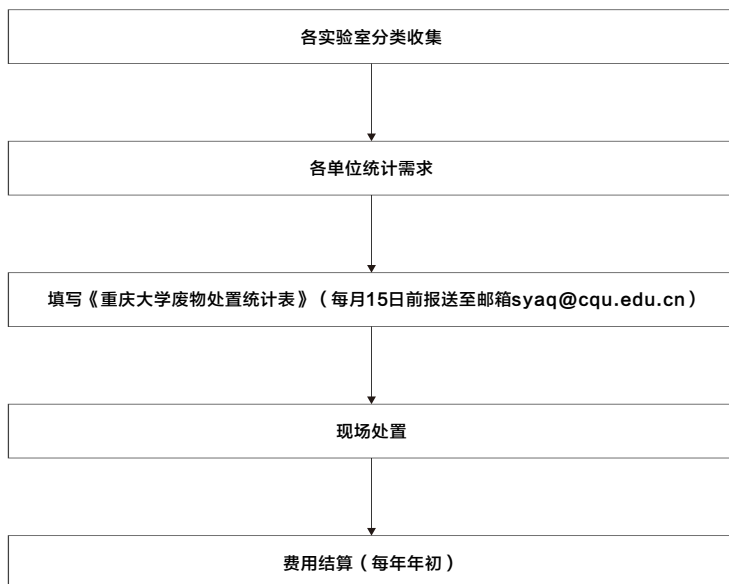 各实验室分类收集
各单位统计需求
填写《重庆大学废物处置统计表》（每月15日前报送至邮箱syaq@cqu.edu.cn）
现场处置
费用结算（每年年初）